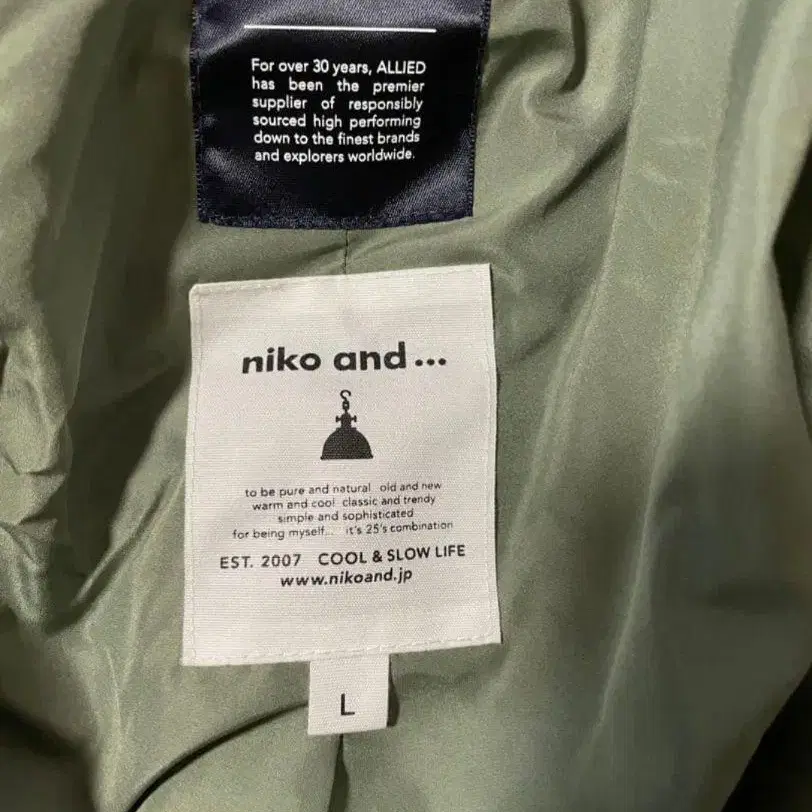 For over 30 years, ALLIED
has been the premier
supplier of responsibly
sourced high performing
down to the finest brands
and explorers worldwide.
niko and ...
to be pure and natural old and new
warm and cool classic and trendy
simple and sophisticated
for being myself... it's 25's combination
EST. 2007 COOL & SLOW LIFE
www.nikoand.jp
L